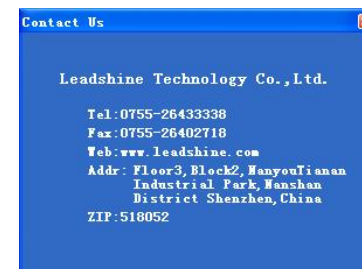 Contact Us
Leadshine Technology Co.,Ltd.
Tel:0755-26433338
Fax:0755-26402718
Web:www.leadshine.com
Addr: Floor3,Block2,NanyouTianan
Industrial Park,Nanshan
District Shenzhen,China
ZIP:518052